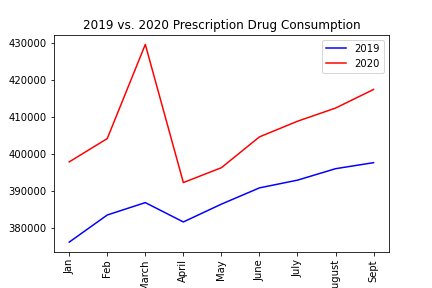 2019 vs. 2020 Prescription Drug Consumption
2019
2020
430000
420000
410000
400000
390000
380000
Jan
Feb
March
April
May
June
July
ugust
Sept